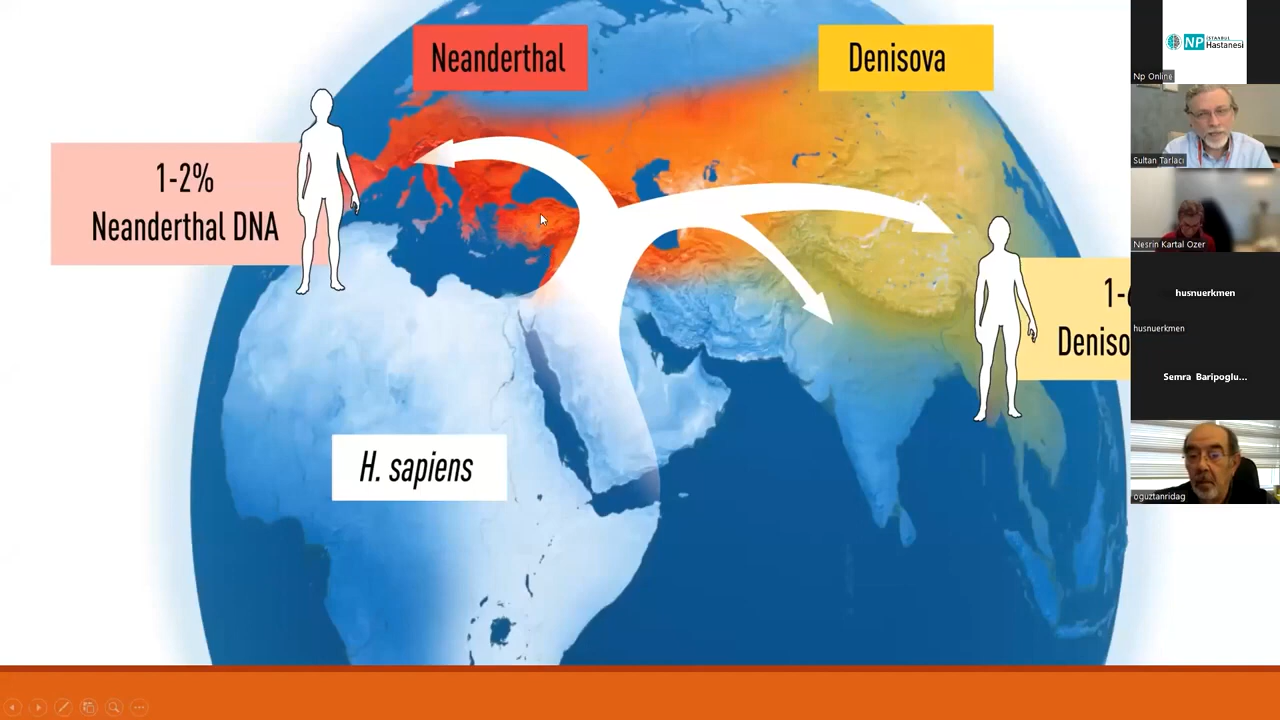 Neanderthal
Denisova
1-2%
Neanderthal DNA
1-
Deniso
H. sapiens
NP
İSTANBUL
Hastanesi
Np Online
Sultan Tarlacı
Nesrin Kartal Ozer
husnuerkmen
husnuerkmen
Semra Baripoglu...
oguztanridag